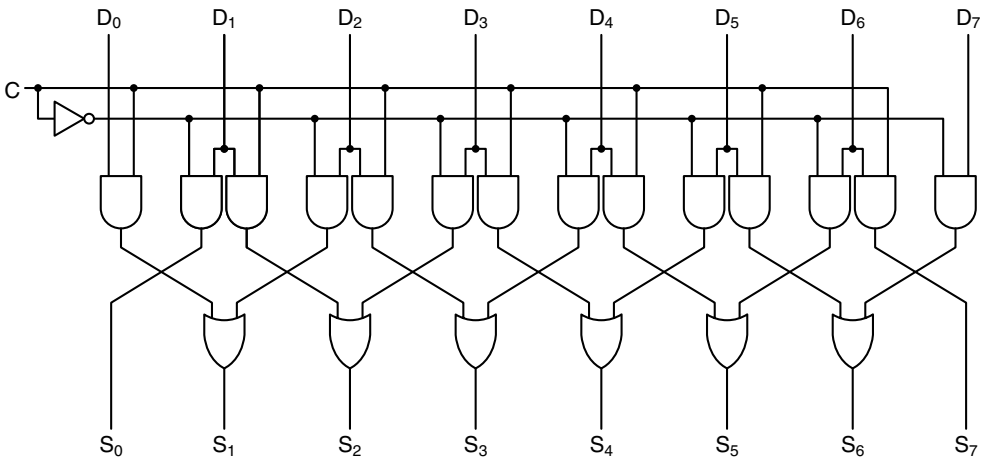 D₀ D₁ D₂ D₃ D₄ D₅ D₆ D₇
C
S₀ S₁ S₂ S₃ S₄ S₅ S₆ S₇